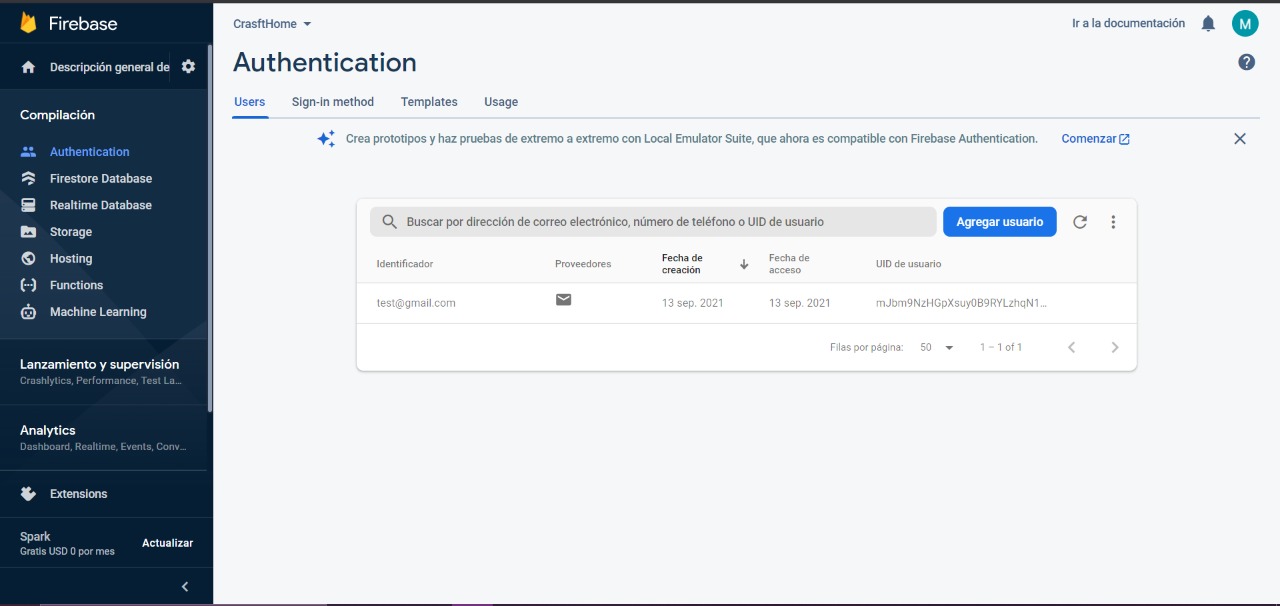 Firebase
Descripción general de
Compilación
Authentication
Firestore Database
Realtime Database
Storage
Hosting
Functions
Machine Learning
Lanzamiento y supervisión
Crashlytics, Performance, Test La...
Analytics
Dashboard, Realtime, Events, Conv...
Extensions
Spark
Gratis USD 0 por mes
Actualizar
CrasftHome
Ir a la documentación
M
Authentication
?
Users Sign-in method Templates Usage
Crea prototipos y haz pruebas de extremo a extremo con Local Emulator Suite, que ahora es compatible con Firebase Authentication. Comenzar
Buscar por dirección de correo electrónico, número de teléfono o UID de usuario
Agregar usuario
Identificador Proveedores Fecha de creación Fecha de acceso UID de usuario
test@gmail.com 13 sep. 2021 13 sep. 2021 mJbm9NzHGpXsuy0B9RYLzhqN1...
Filas por página: 50 1 – 1 of 1